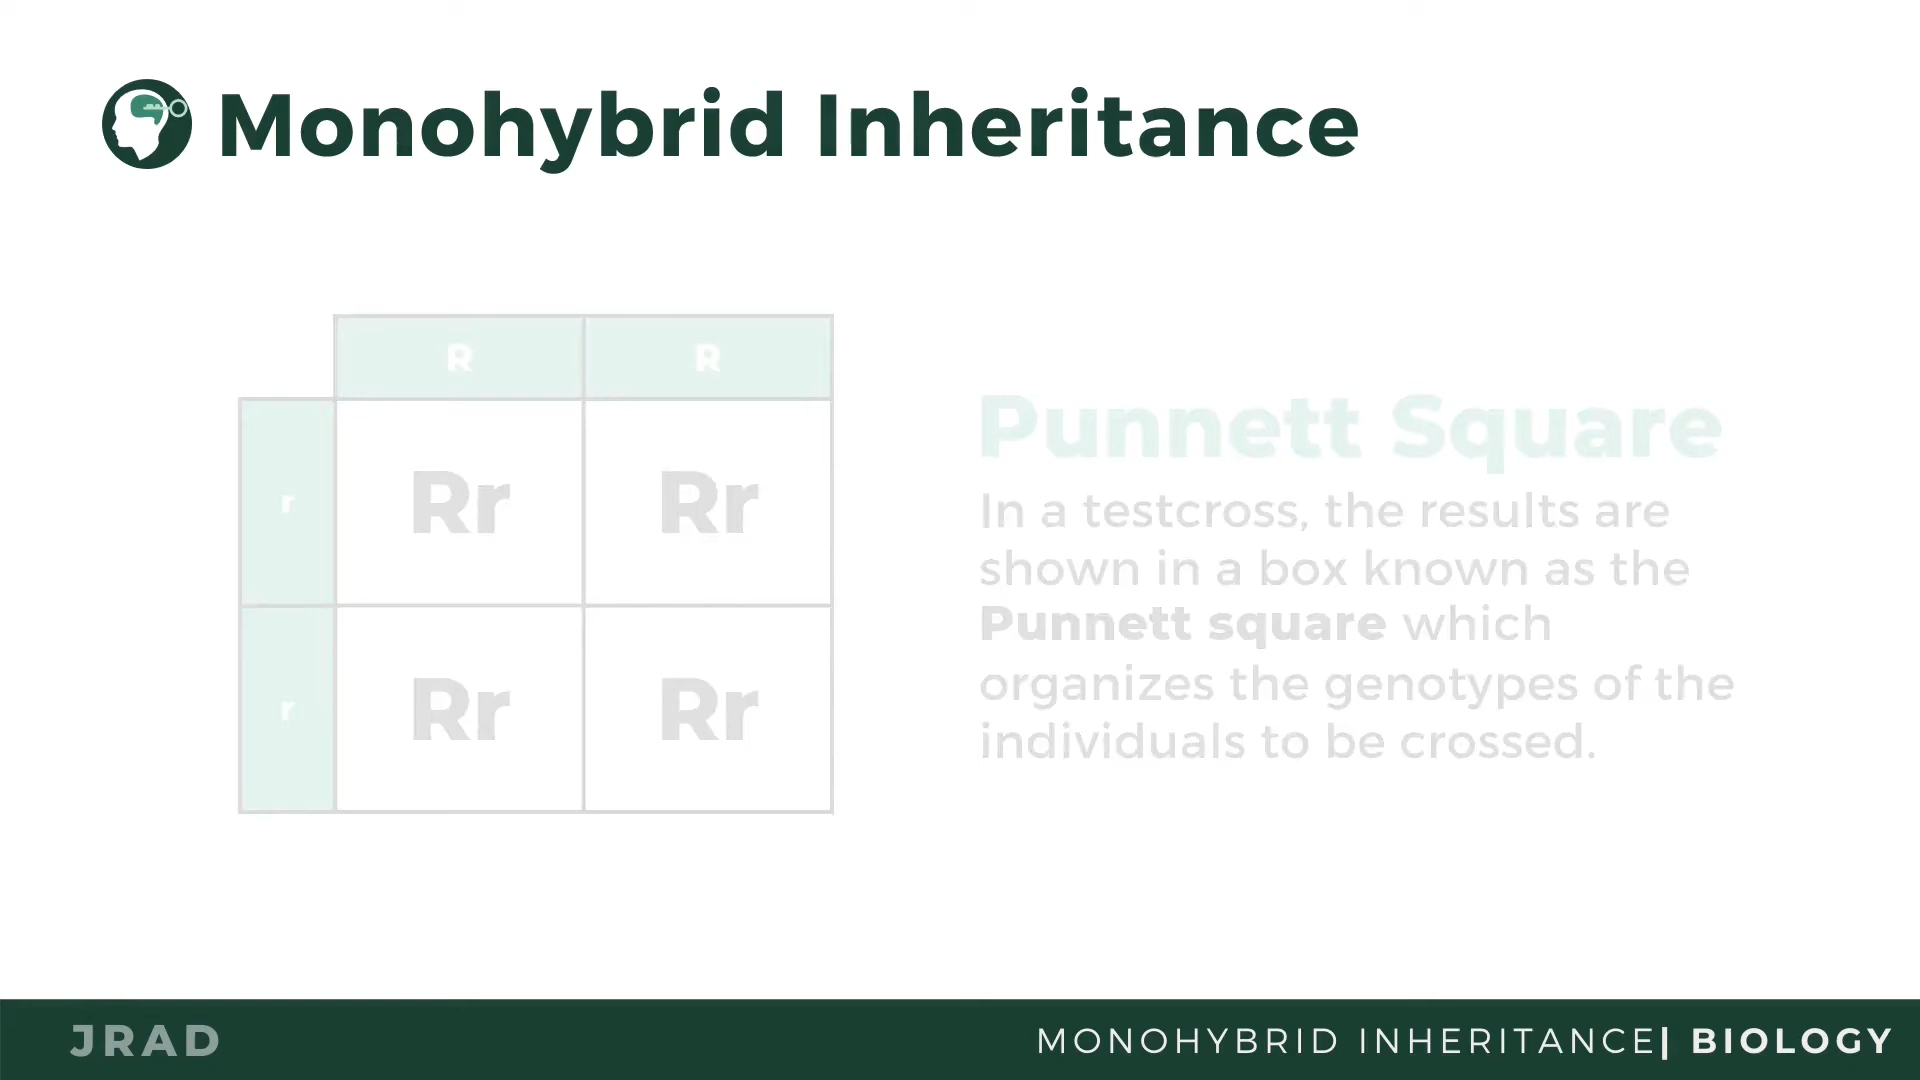 Monohybrid Inheritance
R R
r Rr Rr
r Rr Rr
Punnett Square
In a testcross, the results are
shown in a box known as the
Punnett square which
organizes the genotypes of the
individuals to be crossed.
JRAD
MONOHYBRID INHERITANCE| BIOLOGY